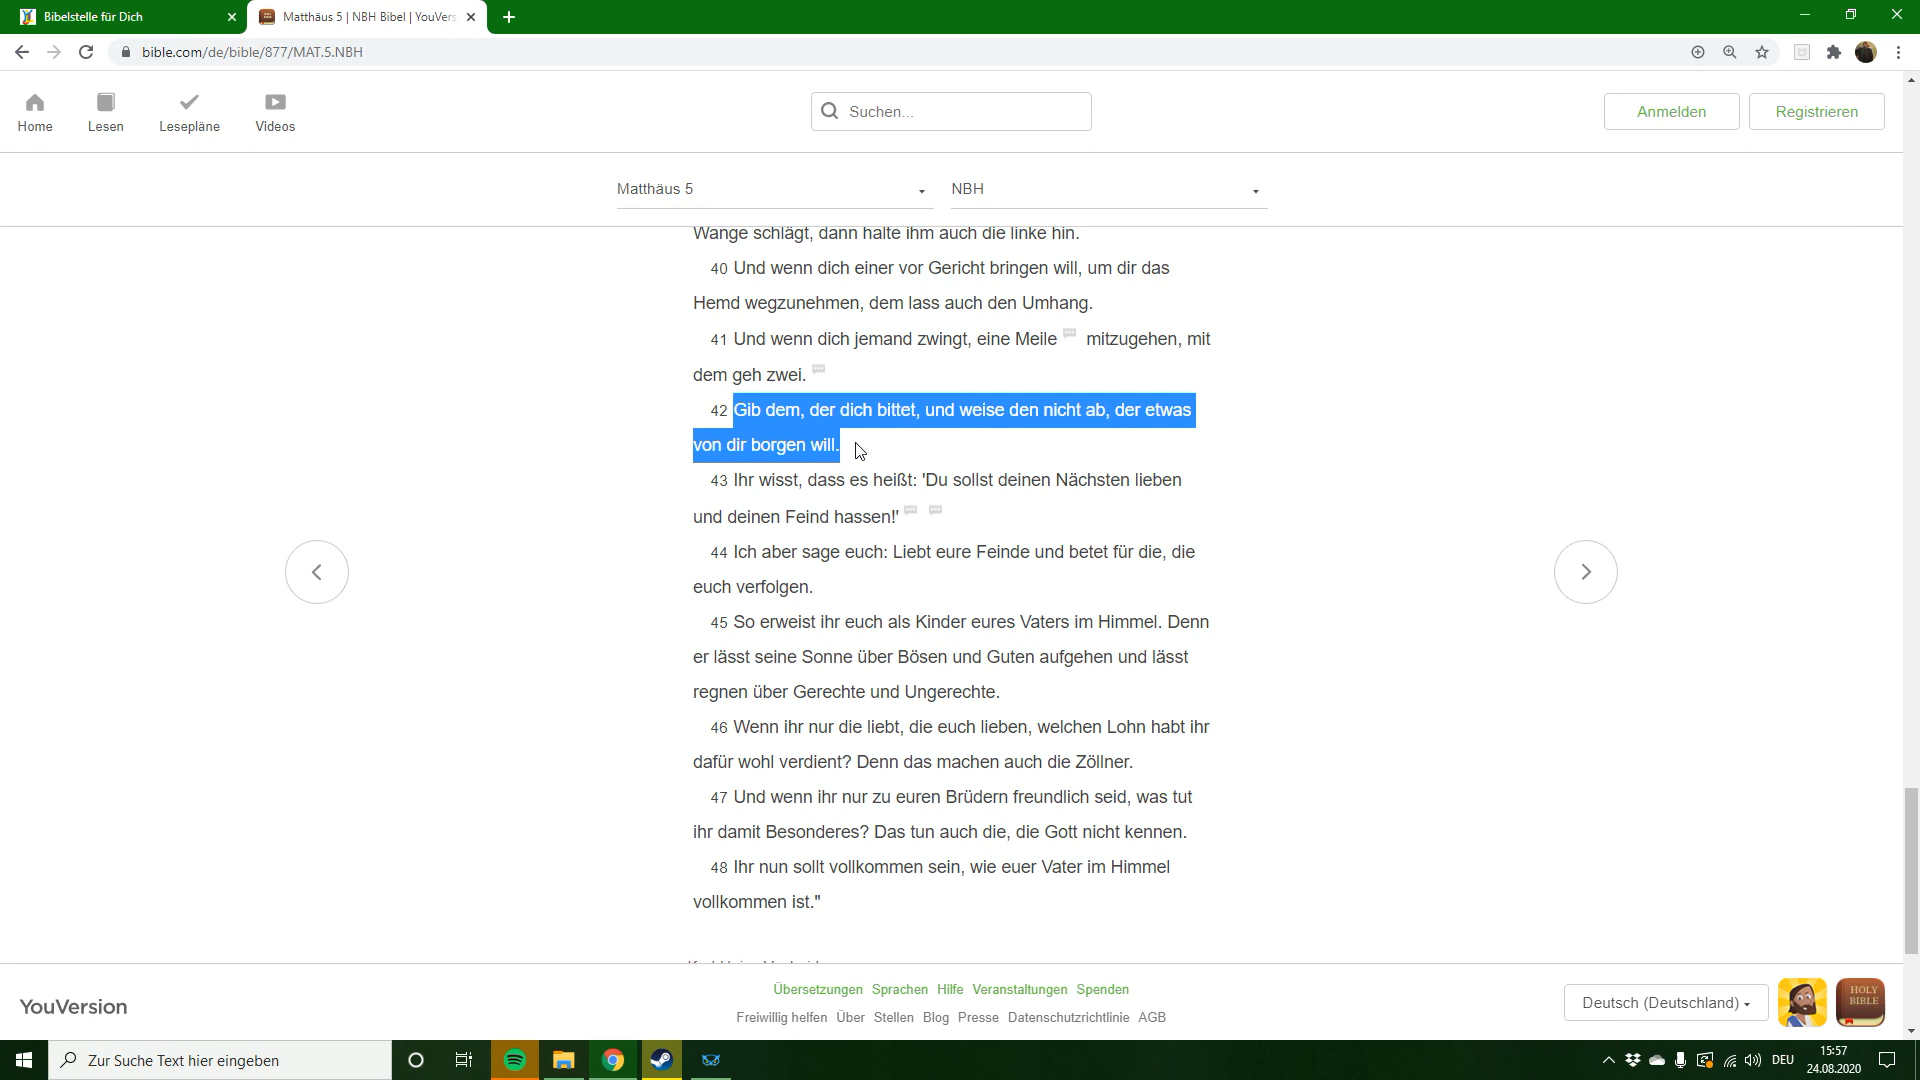 Bibelstelle für Dich
Matthäus 5 | NBH Bibel | YouVers
bible.com/de/bible/877/MAT.5.NBH
Home
Lesen
Lesepläne
Videos
Suchen...
Anmelden
Registrieren
Matthäus 5
NBH
Wange schlägt, dann halte ihm auch die linke hin.
40 Und wenn dich einer vor Gericht bringen will, um dir das
Hemd wegzunehmen, dem lass auch den Umhang.
41 Und wenn dich jemand zwingt, eine Meile mitzugehen, mit
dem geh zwei.
42 Gib dem, der dich bittet, und weise den nicht ab, der etwas
von dir borgen will.
43 Ihr wisst, dass es heißt: 'Du sollst deinen Nächsten lieben
und deinen Feind hassen!'
44 Ich aber sage euch: Liebt eure Feinde und betet für die, die
euch verfolgen.
45 So erweist ihr euch als Kinder eures Vaters im Himmel. Denn
er lässt seine Sonne über Bösen und Guten aufgehen und lässt
regnen über Gerechte und Ungerechte.
46 Wenn ihr nur die liebt, die euch lieben, welchen Lohn habt ihr
dafür wohl verdient? Denn das machen auch die Zöllner.
47 Und wenn ihr nur zu euren Brüdern freundlich seid, was tut
ihr damit Besonderes? Das tun auch die, die Gott nicht kennen.
48 Ihr nun sollt vollkommen sein, wie euer Vater im Himmel
vollkommen ist."
YouVersion
Übersetzungen Sprachen Hilfe Veranstaltungen Spenden
Freiwillig helfen Über Stellen Blog Presse Datenschutzrichtlinie AGB
Deutsch (Deutschland)
HOLY
BIBLE
Zur Suche Text hier eingeben
DEU
15:57
24.08.2020